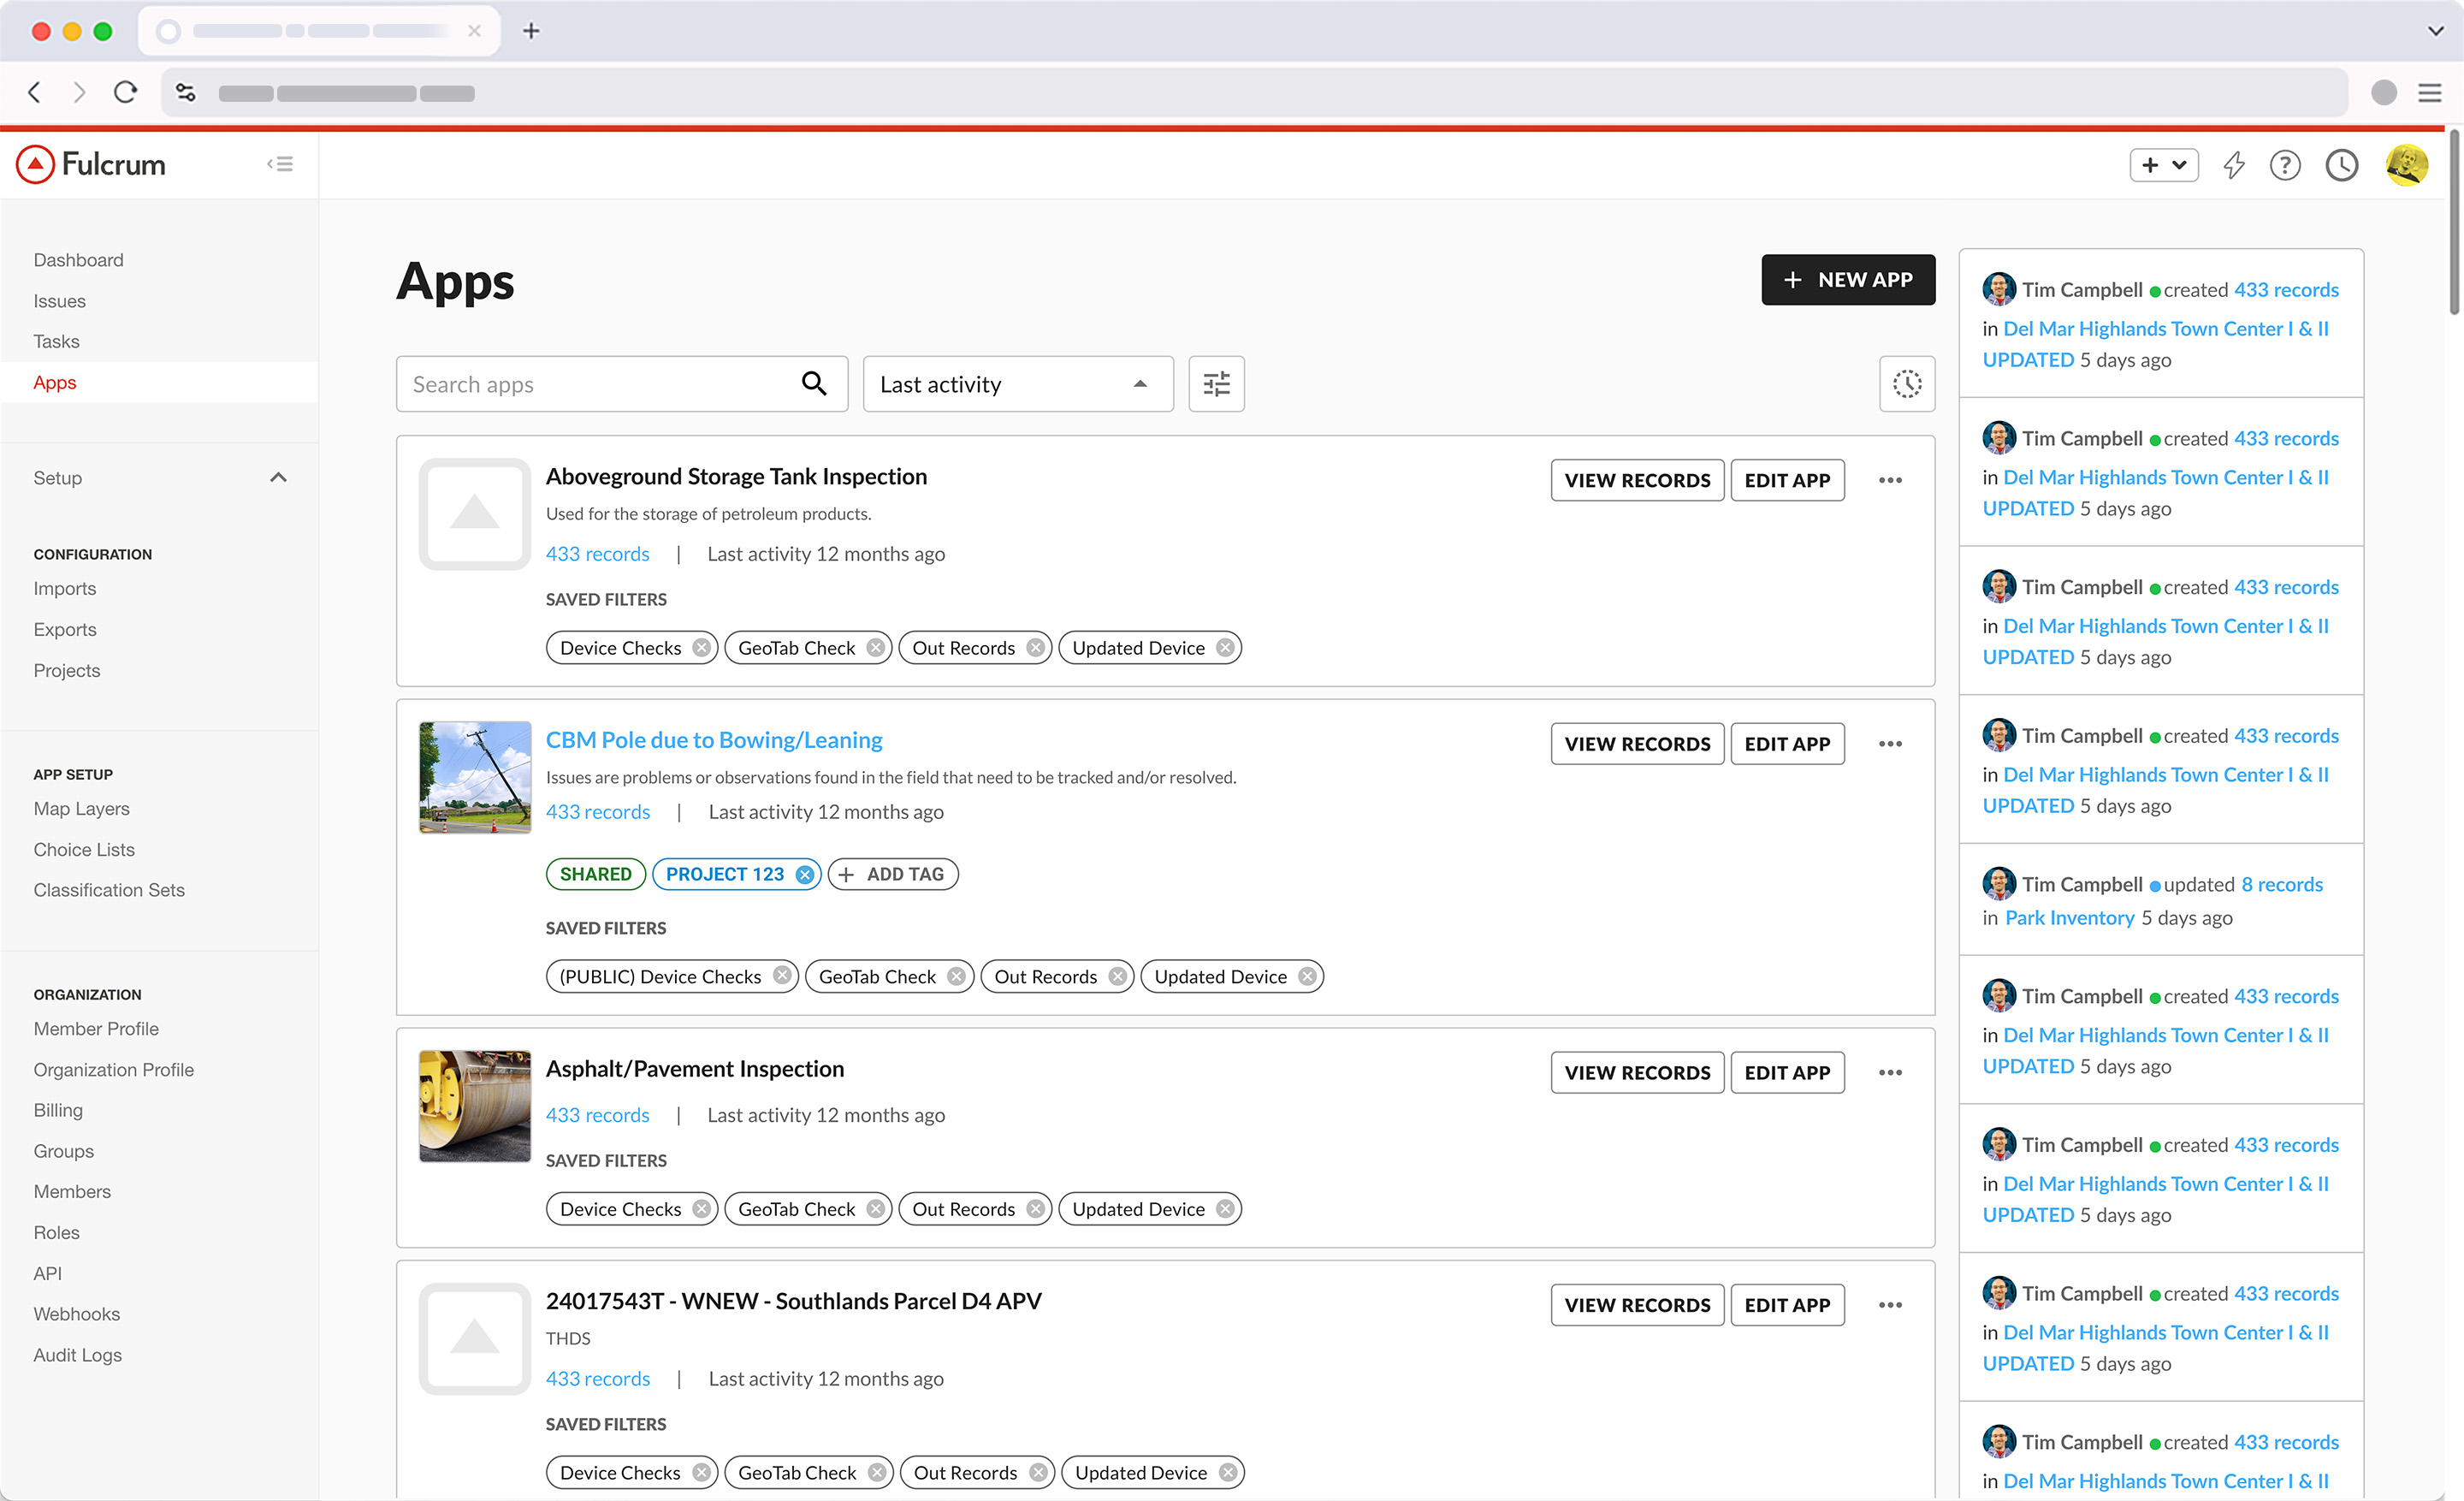 Fulcrum
Dashboard
Issues
Tasks
Apps
Setup
CONFIGURATION
Imports
Exports
Projects
APP SETUP
Map Layers
Choice Lists
Classification Sets
ORGANIZATION
Member Profile
Organization Profile
Billing
Groups
Members
Roles
API
Webhooks
Audit Logs
Apps
+ NEW APP
Search apps
Last activity
Aboveground Storage Tank Inspection
VIEW RECORDS EDIT APP
Used for the storage of petroleum products.
433 records | Last activity 12 months ago
SAVED FILTERS
Device Checks GeoTab Check Out Records Updated Device
CBM Pole due to Bowing/Leaning
VIEW RECORDS EDIT APP
Issues are problems or observations found in the field that need to be tracked and/or resolved.
433 records | Last activity 12 months ago
SHARED PROJECT 123 + ADD TAG
SAVED FILTERS
(PUBLIC) Device Checks GeoTab Check Out Records Updated Device
Asphalt/Pavement Inspection
VIEW RECORDS EDIT APP
433 records | Last activity 12 months ago
SAVED FILTERS
Device Checks GeoTab Check Out Records Updated Device
24017543T - WNEW - Southlands Parcel D4 APV
VIEW RECORDS EDIT APP
THDS
433 records | Last activity 12 months ago
SAVED FILTERS
Device Checks GeoTab Check Out Records Updated Device
Tim Campbell created 433 records
in Del Mar Highlands Town Center I & II
UPDATED 5 days ago
Tim Campbell created 433 records
in Del Mar Highlands Town Center I & II
UPDATED 5 days ago
Tim Campbell created 433 records
in Del Mar Highlands Town Center I & II
UPDATED 5 days ago
Tim Campbell created 433 records
in Del Mar Highlands Town Center I & II
UPDATED 5 days ago
Tim Campbell updated 8 records
in Park Inventory 5 days ago
Tim Campbell created 433 records
in Del Mar Highlands Town Center I & II
UPDATED 5 days ago
Tim Campbell created 433 records
in Del Mar Highlands Town Center I & II
UPDATED 5 days ago
Tim Campbell created 433 records
in Del Mar Highlands Town Center I & II
UPDATED 5 days ago
Tim Campbell created 433 records
in Del Mar Highlands Town Center I & II